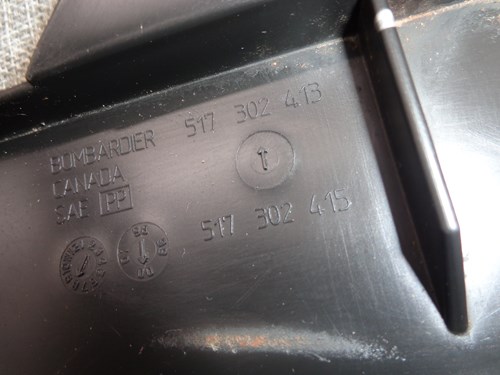 BOMBARDIER 517 302 413
CANADA
SAE PP
517 302 415